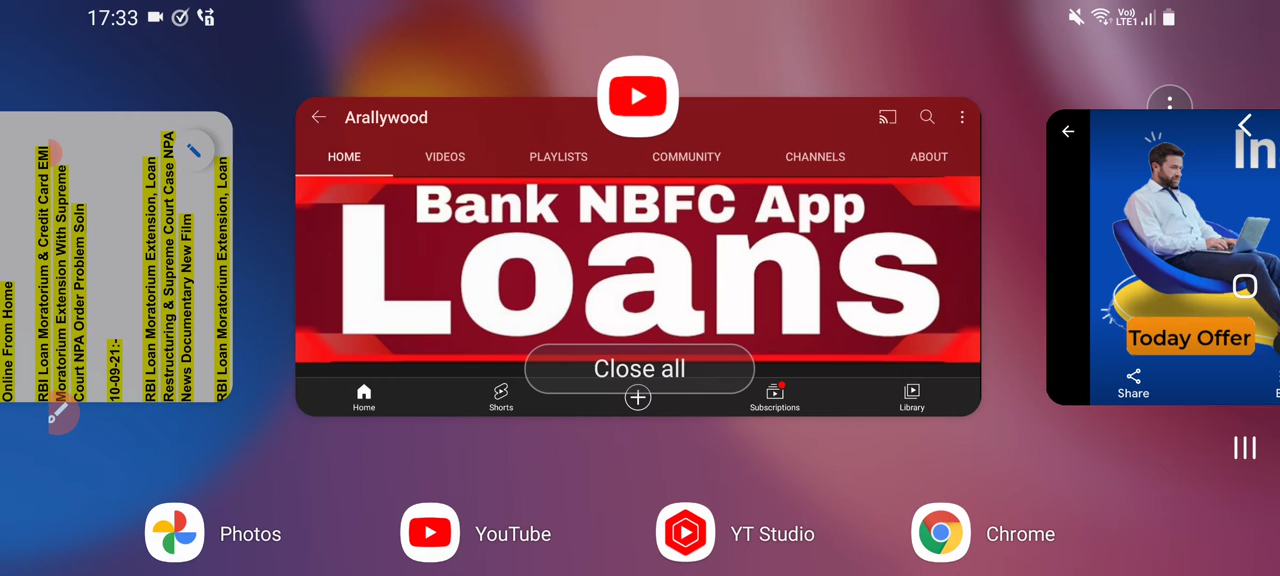 17:33
Vo))
LTE1
Online From Home
RBI Loan Moratorium & Credit Card EMI
Moratorium Extension With Supreme
Court NPA Order Problem Soln
10-09-21:-
RBI Loan Moratorium Extension, Loan
Restructuring & Supreme Court Case NPA
News Documentary New Film
RBI Loan Moratorium Extension, Loan
Arallywood
HOME VIDEOS PLAYLISTS COMMUNITY CHANNELS ABOUT
Bank NBFC App
Loans
Close all
Home Shorts Subscriptions Library
In
Today Offer
Share
Photos YouTube YT Studio Chrome